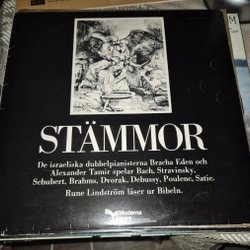 STÄMMOR
De israeliska dubbelpianisterna Bracha Eden och
Alexander Tamir spelar Bach, Stravinsky,
Schubert, Brahms, Dvorak, Debussy, Poulenc, Satie.
Rune Lindström läser ur Bibeln.
Moderna
M